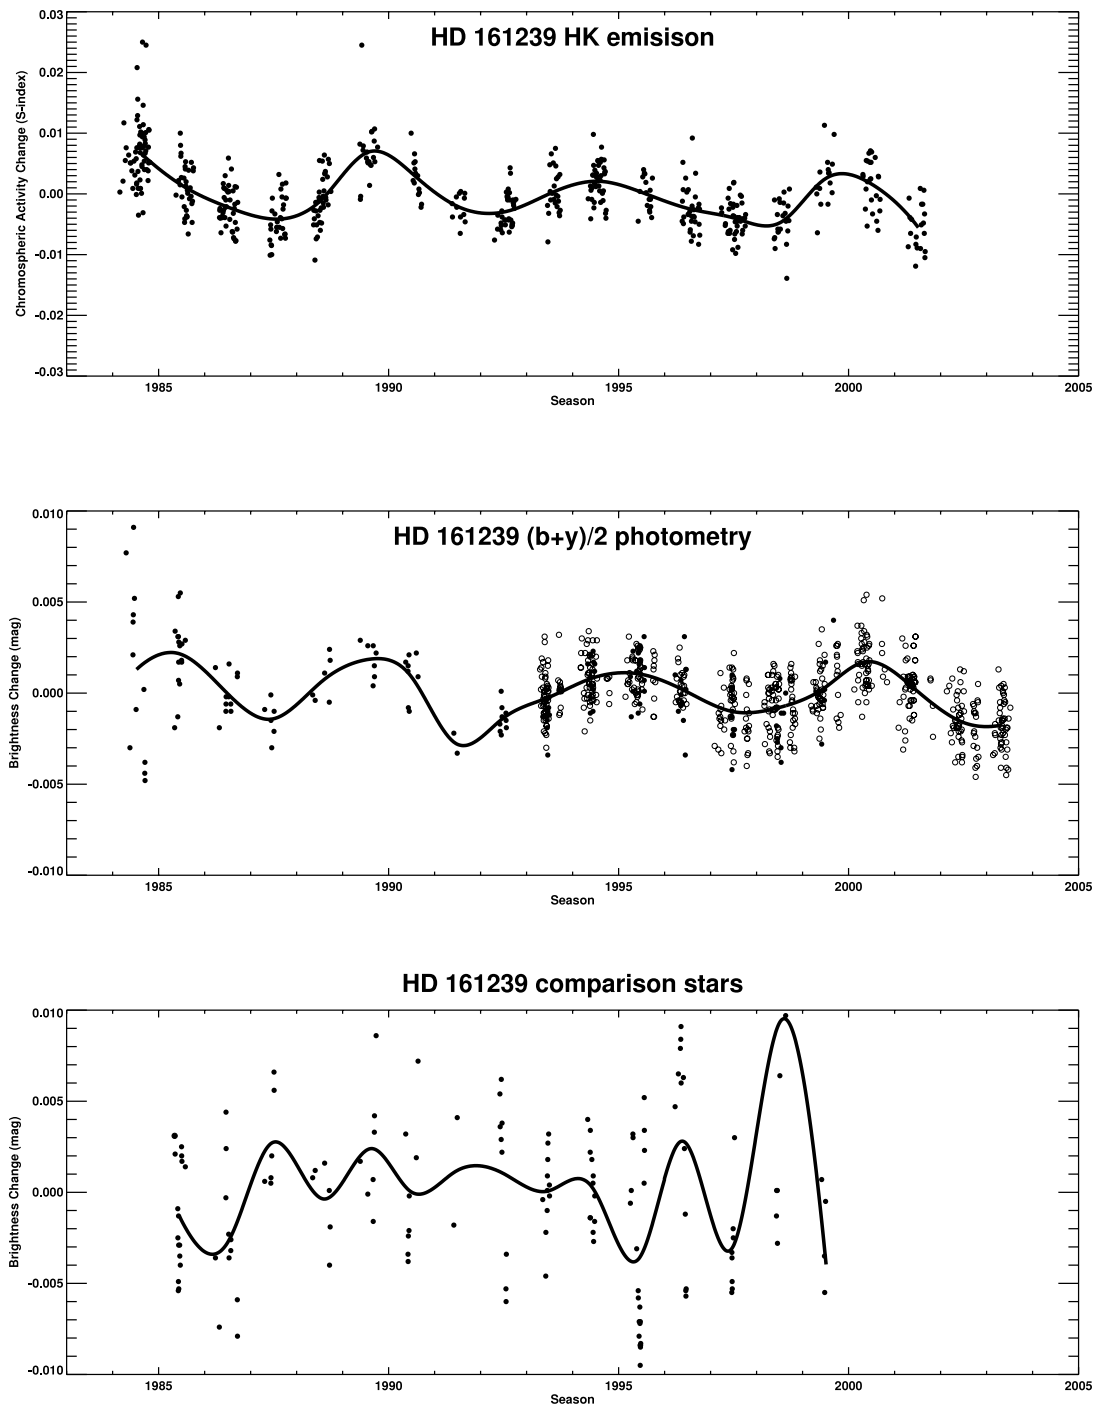 HD 161239 HK emisison
Chromospheric Activity Change (S-index)
0.03
0.02
0.01
0.00
-0.01
-0.02
-0.03
1985 1990 1995 2000 2005
Season
HD 161239 (b+y)/2 photometry
Brightness Change (mag)
0.010
0.005
0.000
-0.005
-0.010
1985 1990 1995 2000 2005
Season
HD 161239 comparison stars
Brightness Change (mag)
0.010
0.005
0.000
-0.005
-0.010
1985 1990 1995 2000 2005
Season